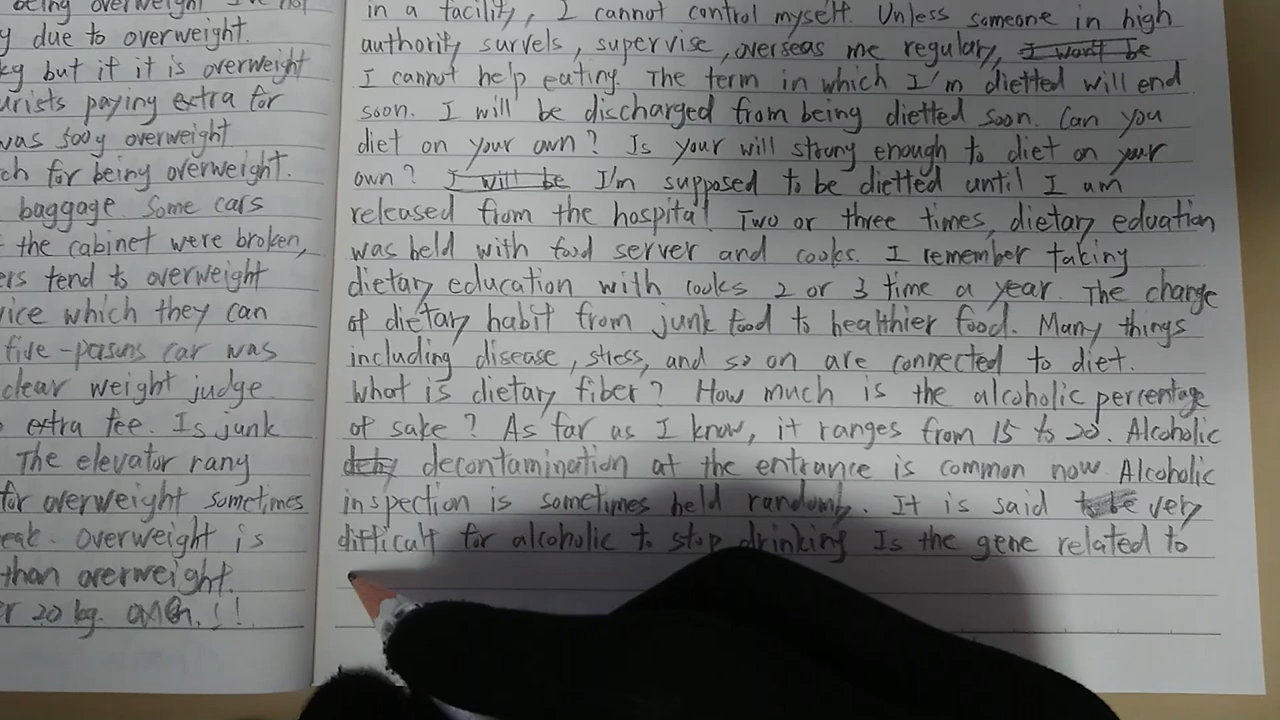 being overweight I've not
y due to overweight.
kg but if it is overweight
urists paying extra for
was 500g overweight
ch for being overweight.
baggage. Some cars
the cabinet were broken,
ers tend to overweight
vice which they can
five-persons car was
clear weight judge
extra fee. Is junk
The elevator rang
for overweight sometimes
eak. Overweight is
than overweight.
er 20 kg.
in a facility, I cannot control myself. Unless someone in high
authority survels, supervise, overseas me regulary, I won't be
I cannot help eating. The term in which I'm dietted will end
soon. I will be discharged from being dietted soon. Can you
diet on your own? Is your will strong enough to diet on your
own? I will be I'm supposed to be dietted until I am
released from the hospital. Two or three times, dietary eduation
was held with food server and cooks. I remember taking
dietary education with cooks 2 or 3 time a year. The change
of dietary habit from junk food to healthier food. Many things
including disease, stress, and so on are connected to diet.
What is dietary fiber? How much is the alcoholic percentage
of sake? As far as I know, it ranges from 15 to 20. Alcoholic
decontamination at the entrance is common now. Alcoholic
inspection is sometimes held randomly. It is said to be very
difficult for alcoholic to stop drinking Is the gene related to